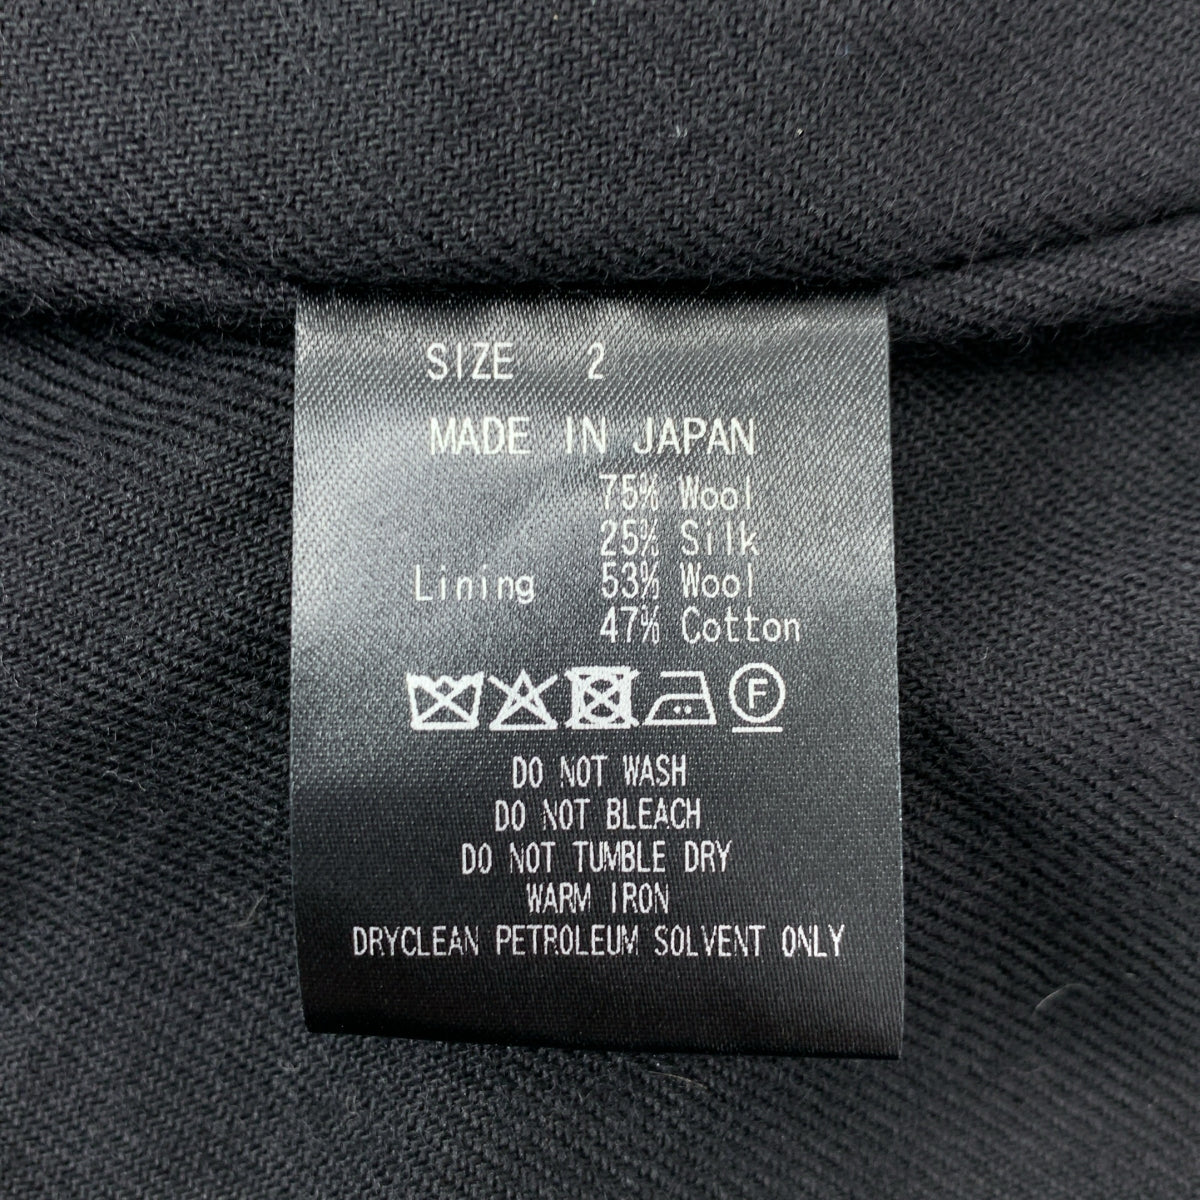 SIZE 2
MADE IN JAPAN
75% Wool
25% Silk
Lining 53% Wool
47% Cotton
F
DO NOT WASH
DO NOT BLEACH
DO NOT TUMBLE DRY
WARM IRON
DRYCLEAN PETROLEUM SOLVENT ONLY